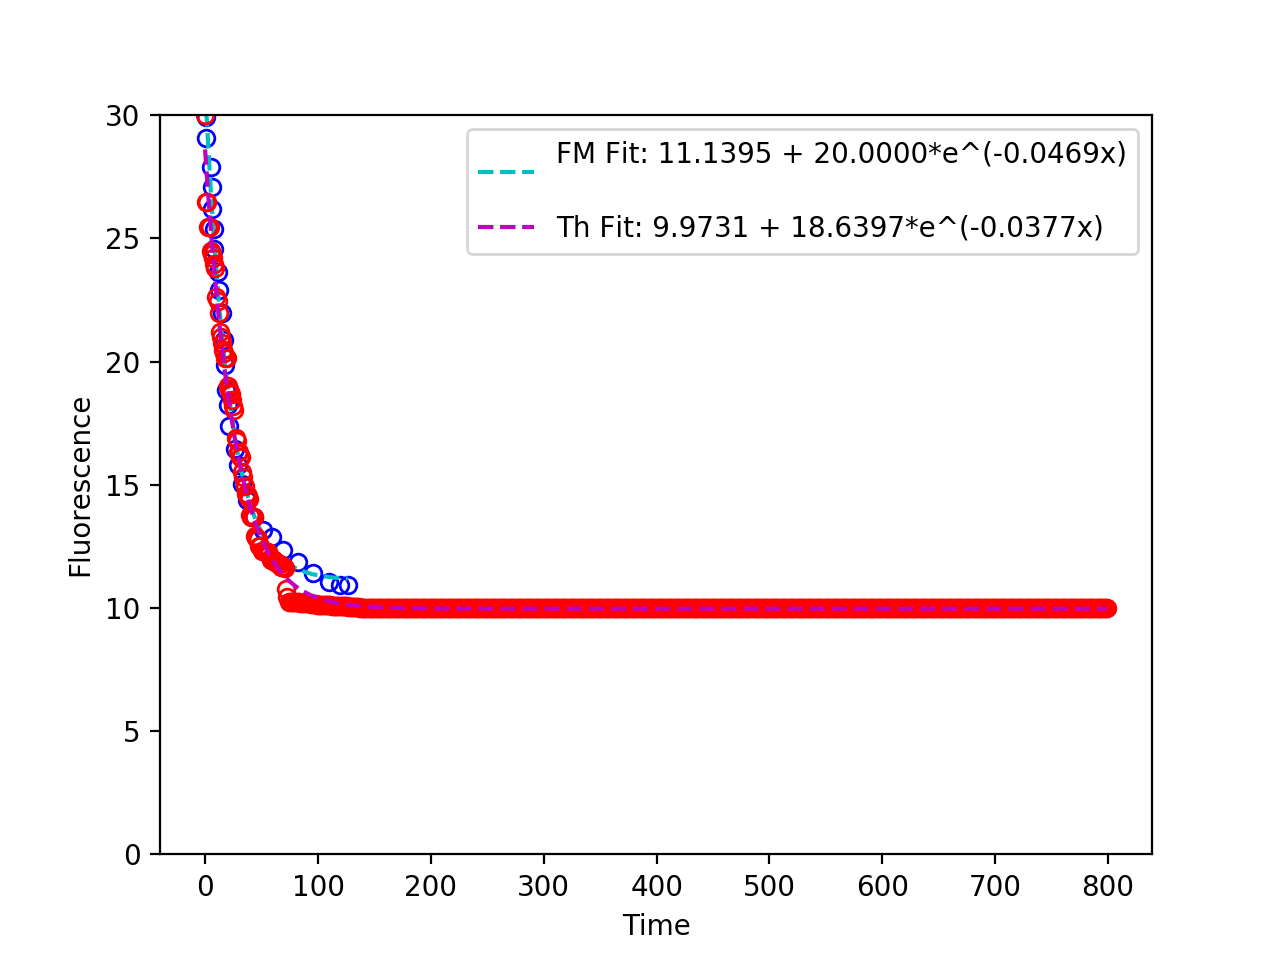 30
25
20
15
10
5
0
Fluorescence
FM Fit: 11.1395 + 20.0000*e^(-0.0469x)
Th Fit: 9.9731 + 18.6397*e^(-0.0377x)
0 100 200 300 400 500 600 700 800
Time